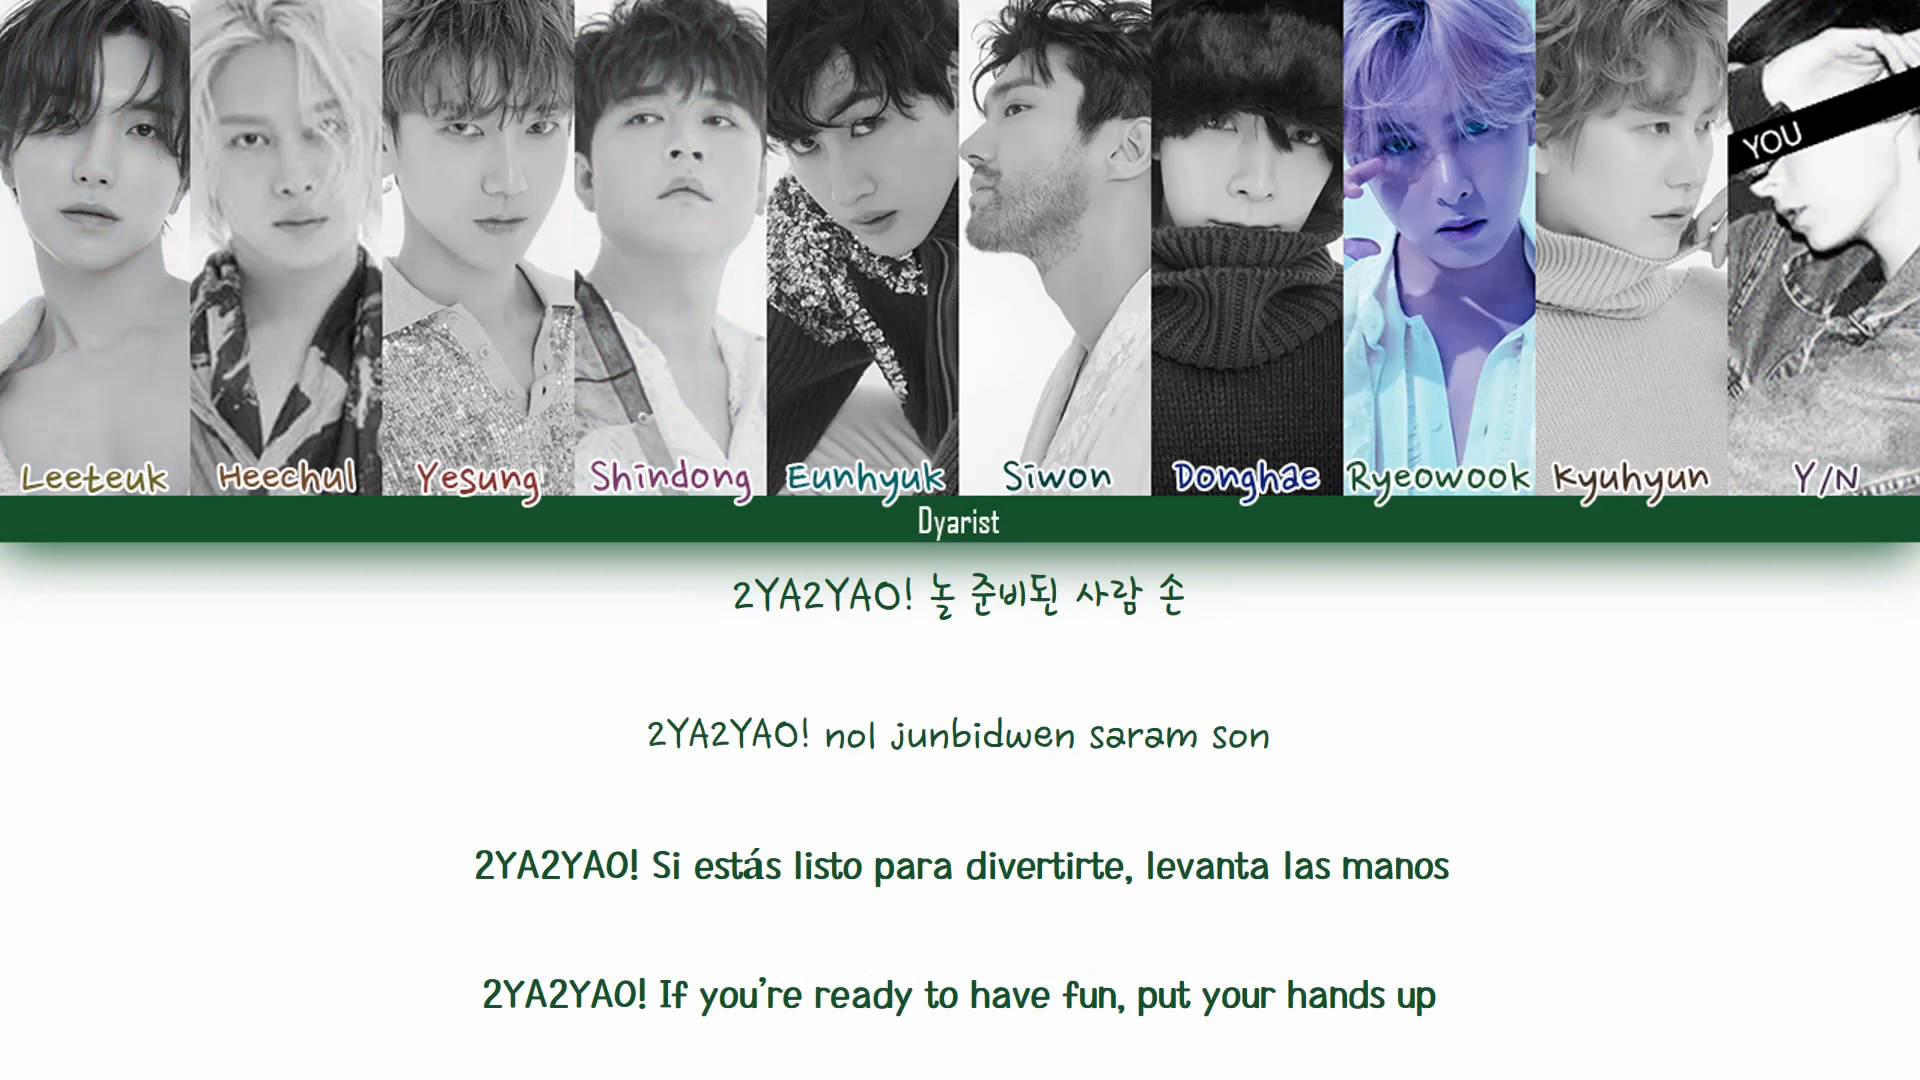 YOU
Leeteuk Heechul Yesung Shindong Eunhyuk Siwon Donghae Ryeowook Kyuhyun Y/N
Dyarist
2YA2YAO! 놀 준비된 사람 손
2YA2YAO! nol junbidwen saram son
2YA2YAO! Si estás listo para divertirte, levanta las manos
2YA2YAO! If you're ready to have fun, put your hands up